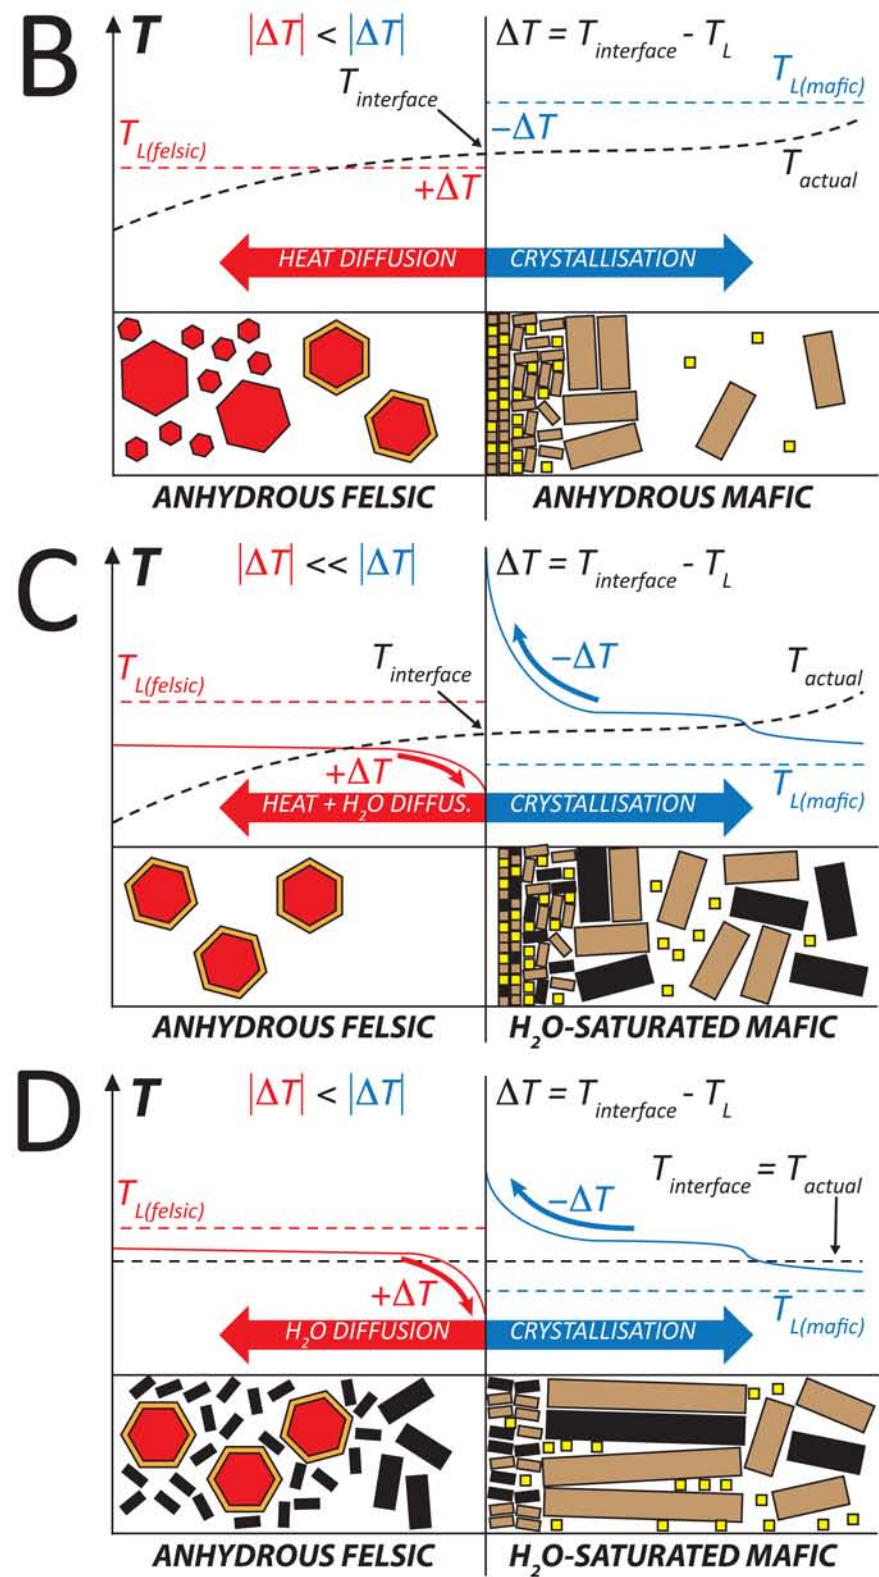 B
T
|ΔT| < |ΔT|
ΔT = T_interface - T_L
T_interface
T_L(mafic)
T_L(felsic)
−ΔT
+ΔT
T_actual
HEAT DIFFUSION
CRYSTALLISATION
ANHYDROUS FELSIC
ANHYDROUS MAFIC
C
T
|ΔT| << |ΔT|
ΔT = T_interface - T_L
T_L(felsic)
T_interface
−ΔT
T_actual
+ΔT
T_L(mafic)
HEAT + H₂O DIFFUS.
CRYSTALLISATION
ANHYDROUS FELSIC
H₂O-SATURATED MAFIC
D
T
|ΔT| < |ΔT|
ΔT = T_interface - T_L
T_L(felsic)
−ΔT
T_interface = T_actual
+ΔT
T_L(mafic)
H₂O DIFFUSION
CRYSTALLISATION
ANHYDROUS FELSIC
H₂O-SATURATED MAFIC